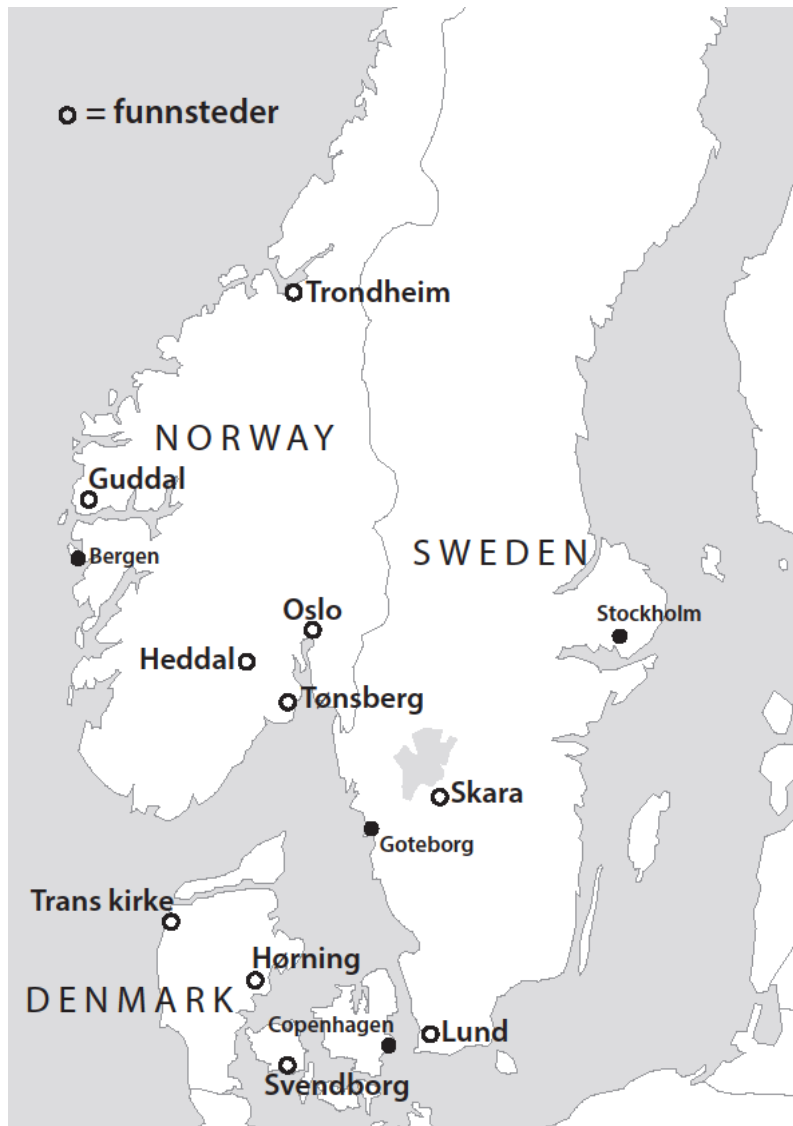 = funnsteder
Trondheim
NORWAY
Guddal
SWEDEN
Bergen
Oslo
Stockholm
Heddal
Tønsberg
Skara
Goteborg
Trans kirke
Hørning
DENMARK
Copenhagen
Lund
Svendborg